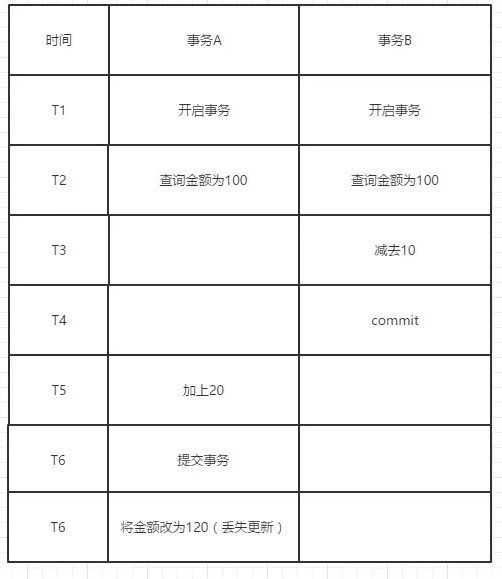 时间 事务A 事务B
T1 开启事务 开启事务
T2 查询金额为100 查询金额为100
T3 减去10
T4 commit
T5 加上20
T6 提交事务
T6 将金额改为120（丢失更新）